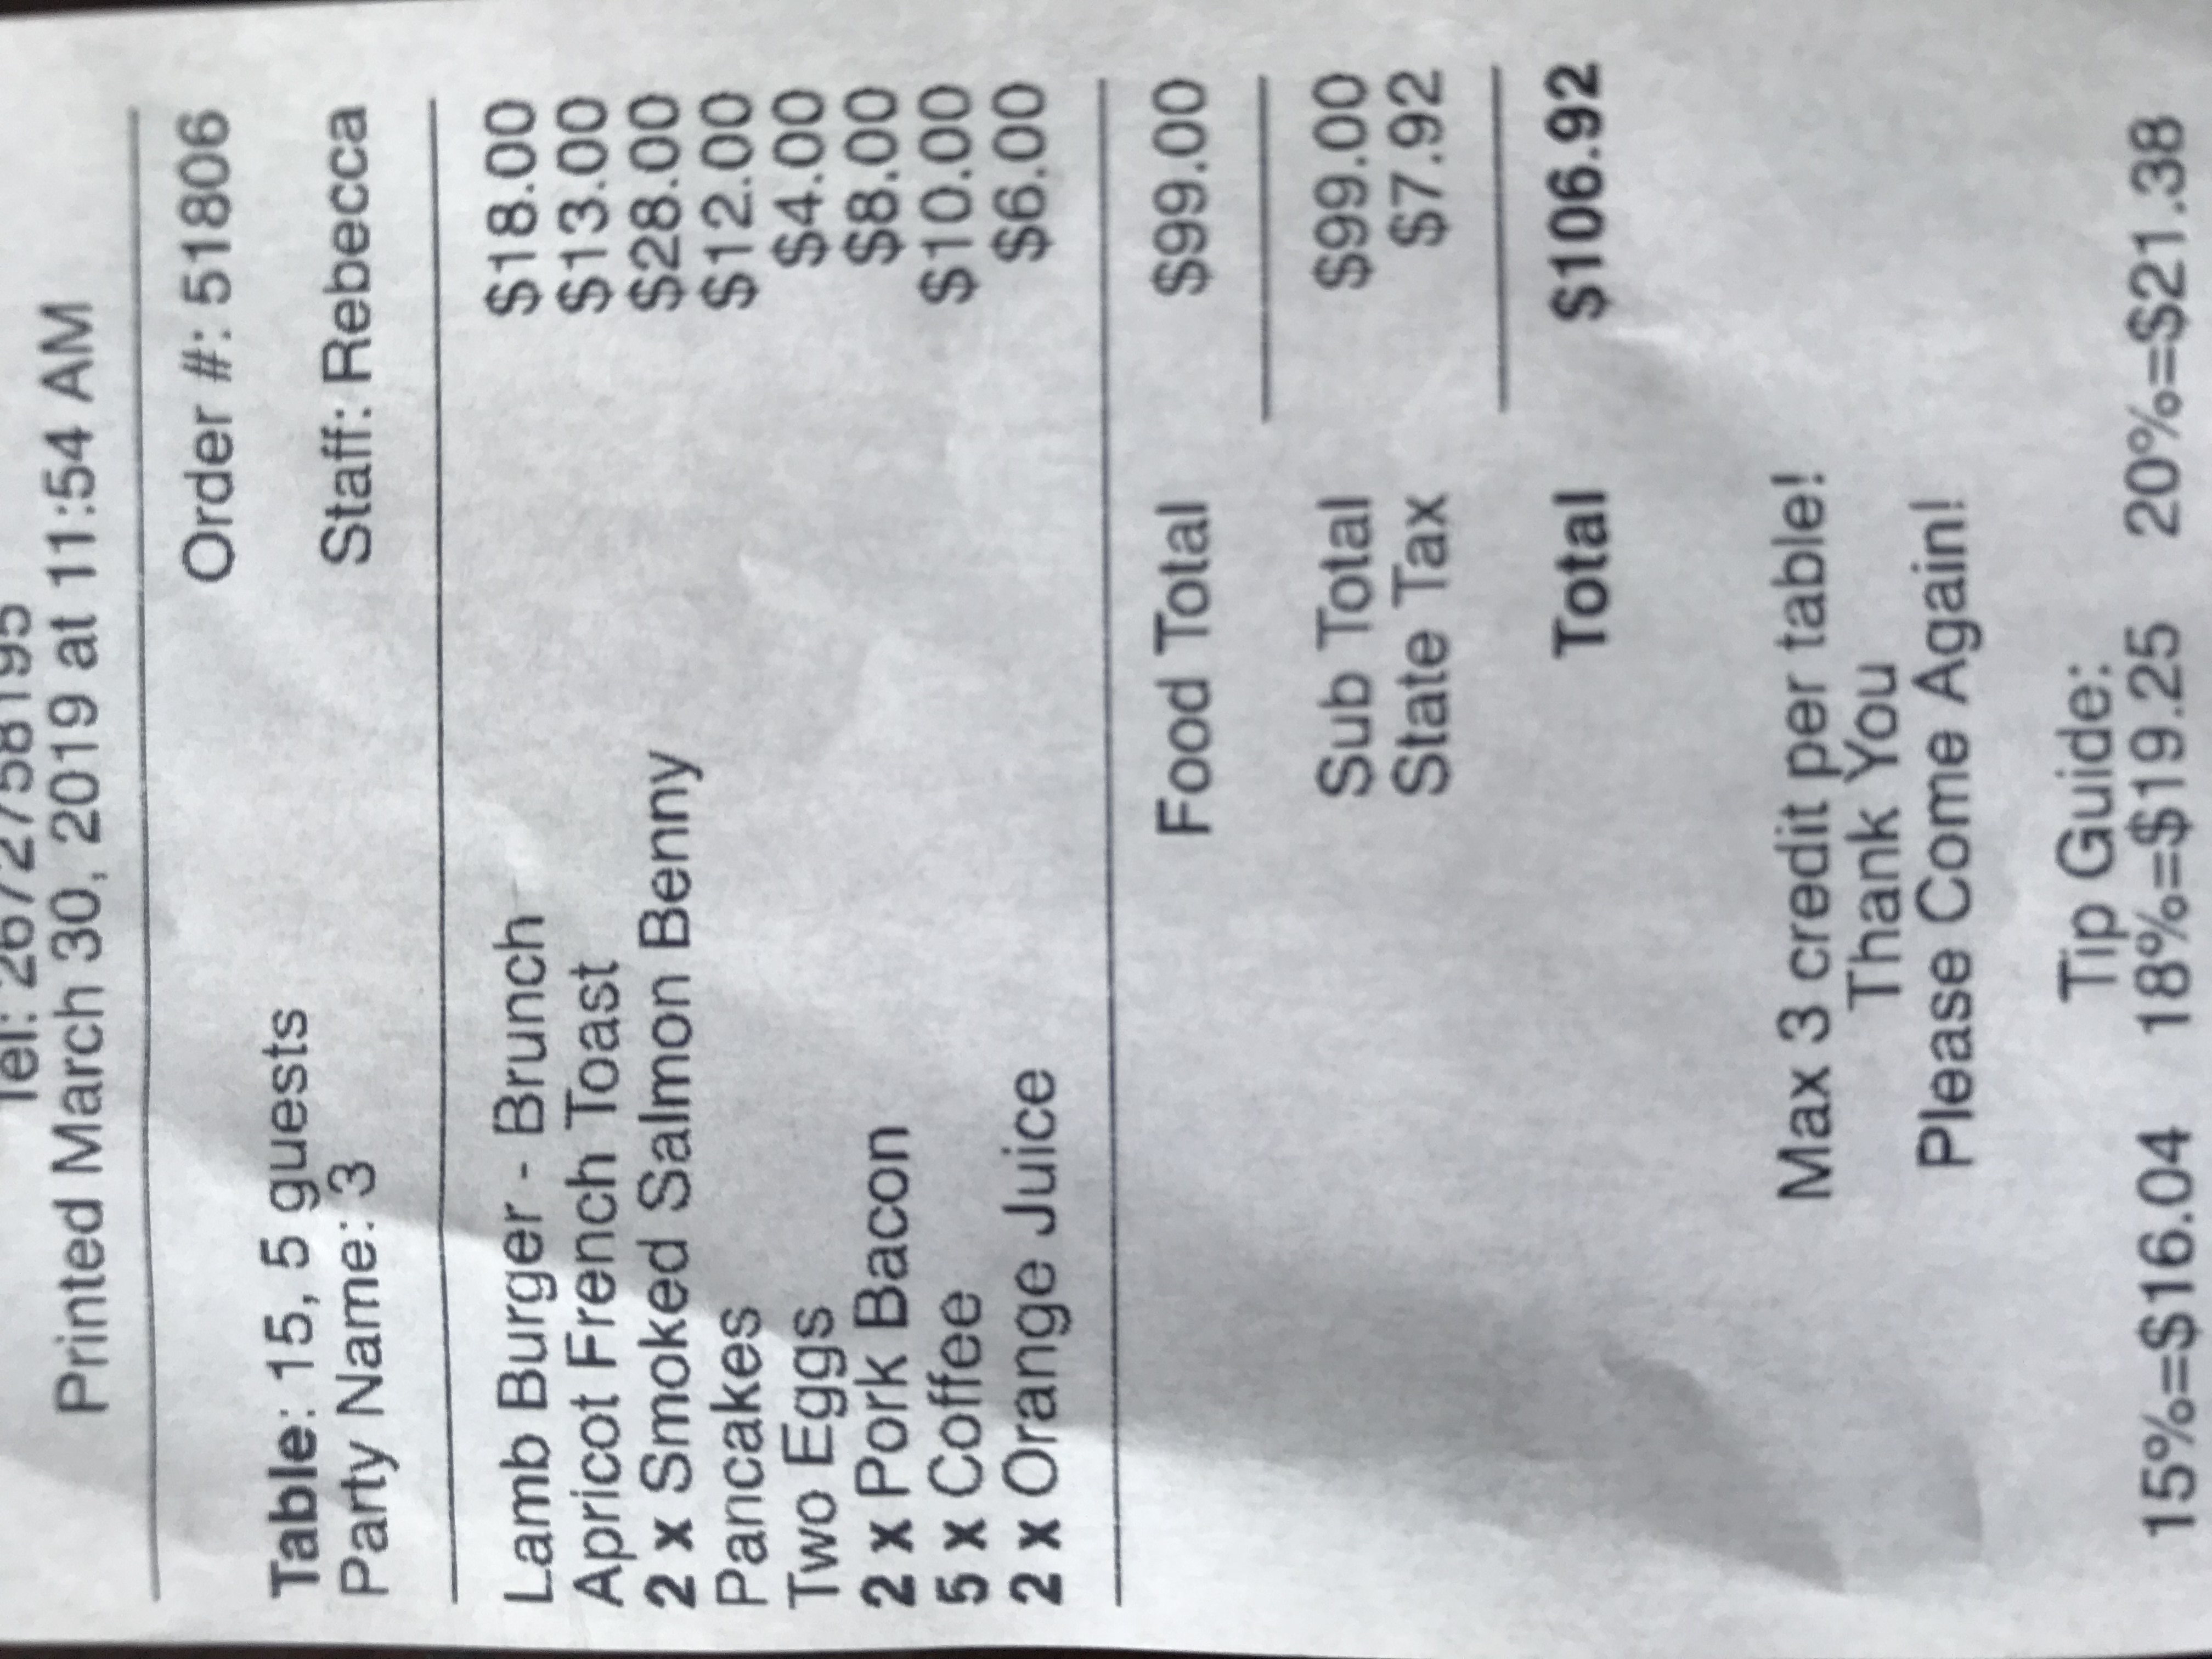 Tel: 2672758195
Printed March 30, 2019 at 11:54 AM
Order #: 51806
Table: 15, 5 guests
Party Name: 3
Staff: Rebecca
Lamb Burger - Brunch $18.00
Apricot French Toast $13.00
2 x Smoked Salmon Benny $28.00
Pancakes $12.00
Two Eggs $4.00
2 x Pork Bacon $8.00
5 x Coffee $10.00
2 x Orange Juice $6.00
Food Total $99.00
Sub Total $99.00
State Tax $7.92
Total $106.92
Max 3 credit per table!
Thank You
Please Come Again!
Tip Guide:
15%=$16.04 18%=$19.25 20%=$21.38